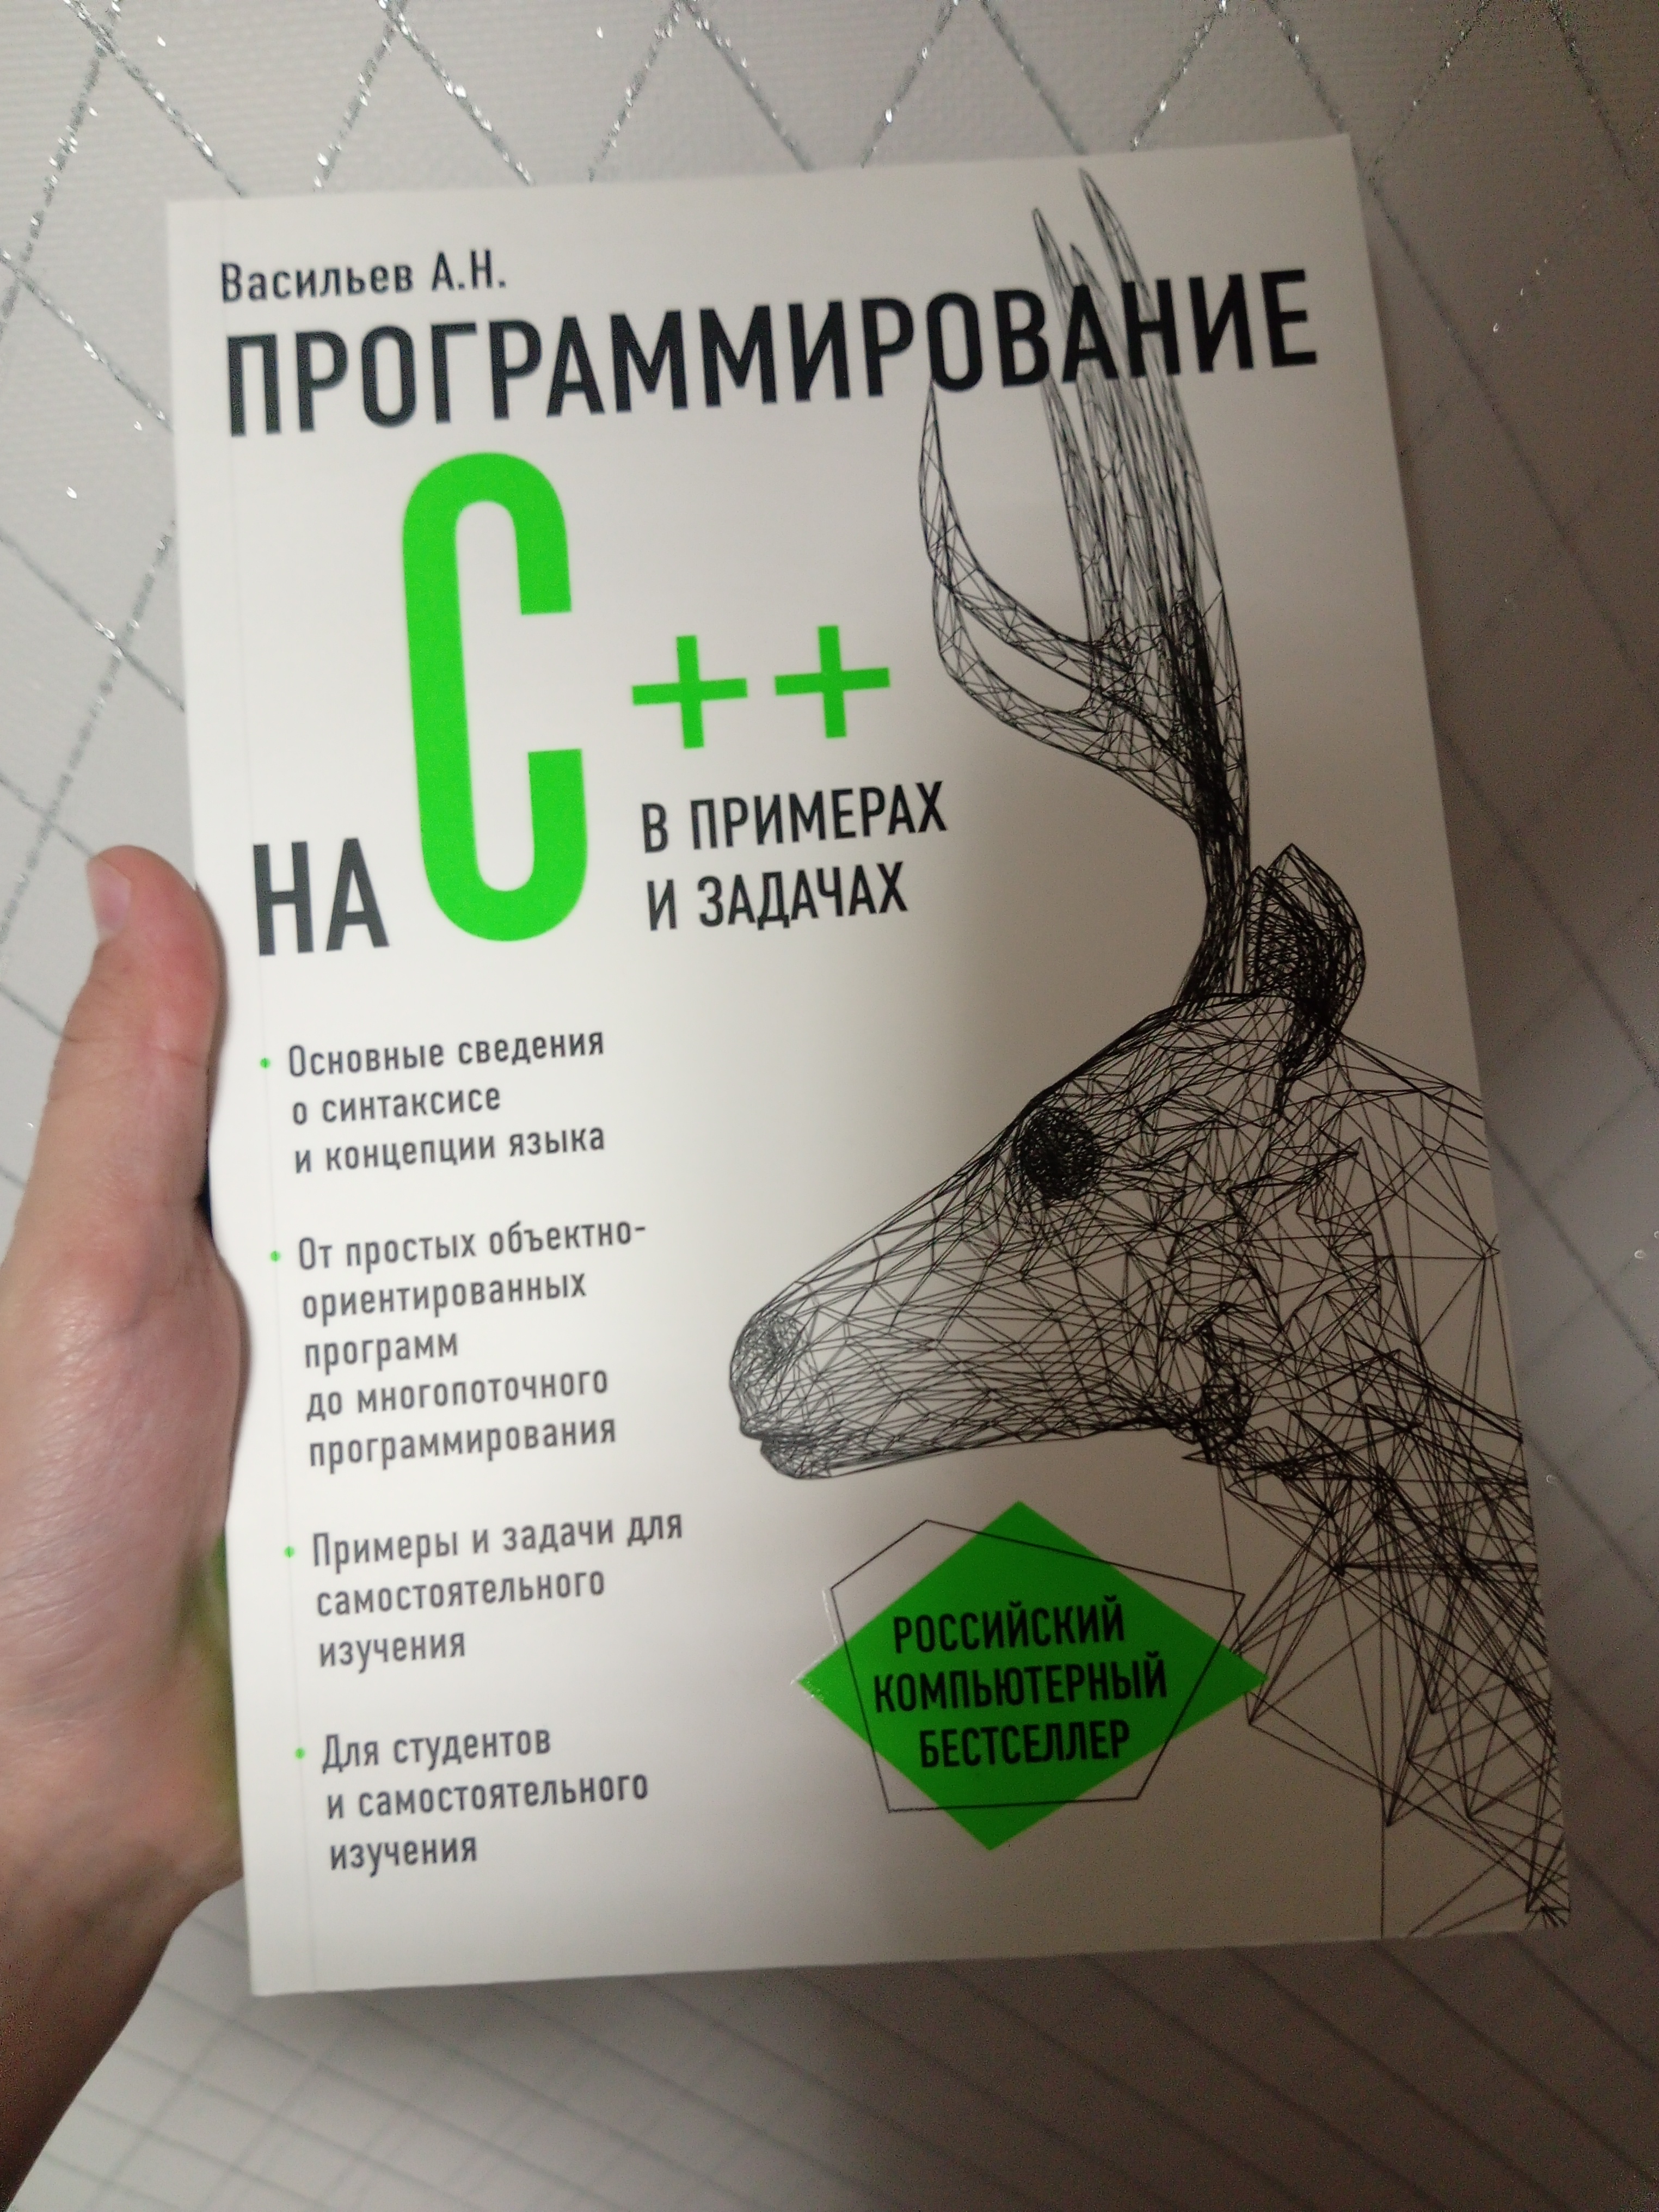 Васильев А.Н.
ПРОГРАММИРОВАНИЕ
НА C++
В ПРИМЕРАХ
И ЗАДАЧАХ
• Основные сведения
о синтаксисе
и концепции языка
• От простых объектно-
ориентированных
программ
до многопоточного
программирования
• Примеры и задачи для
самостоятельного
изучения
• Для студентов
и самостоятельного
изучения
РОССИЙСКИЙ
КОМПЬЮТЕРНЫЙ
БЕСТСЕЛЛЕР